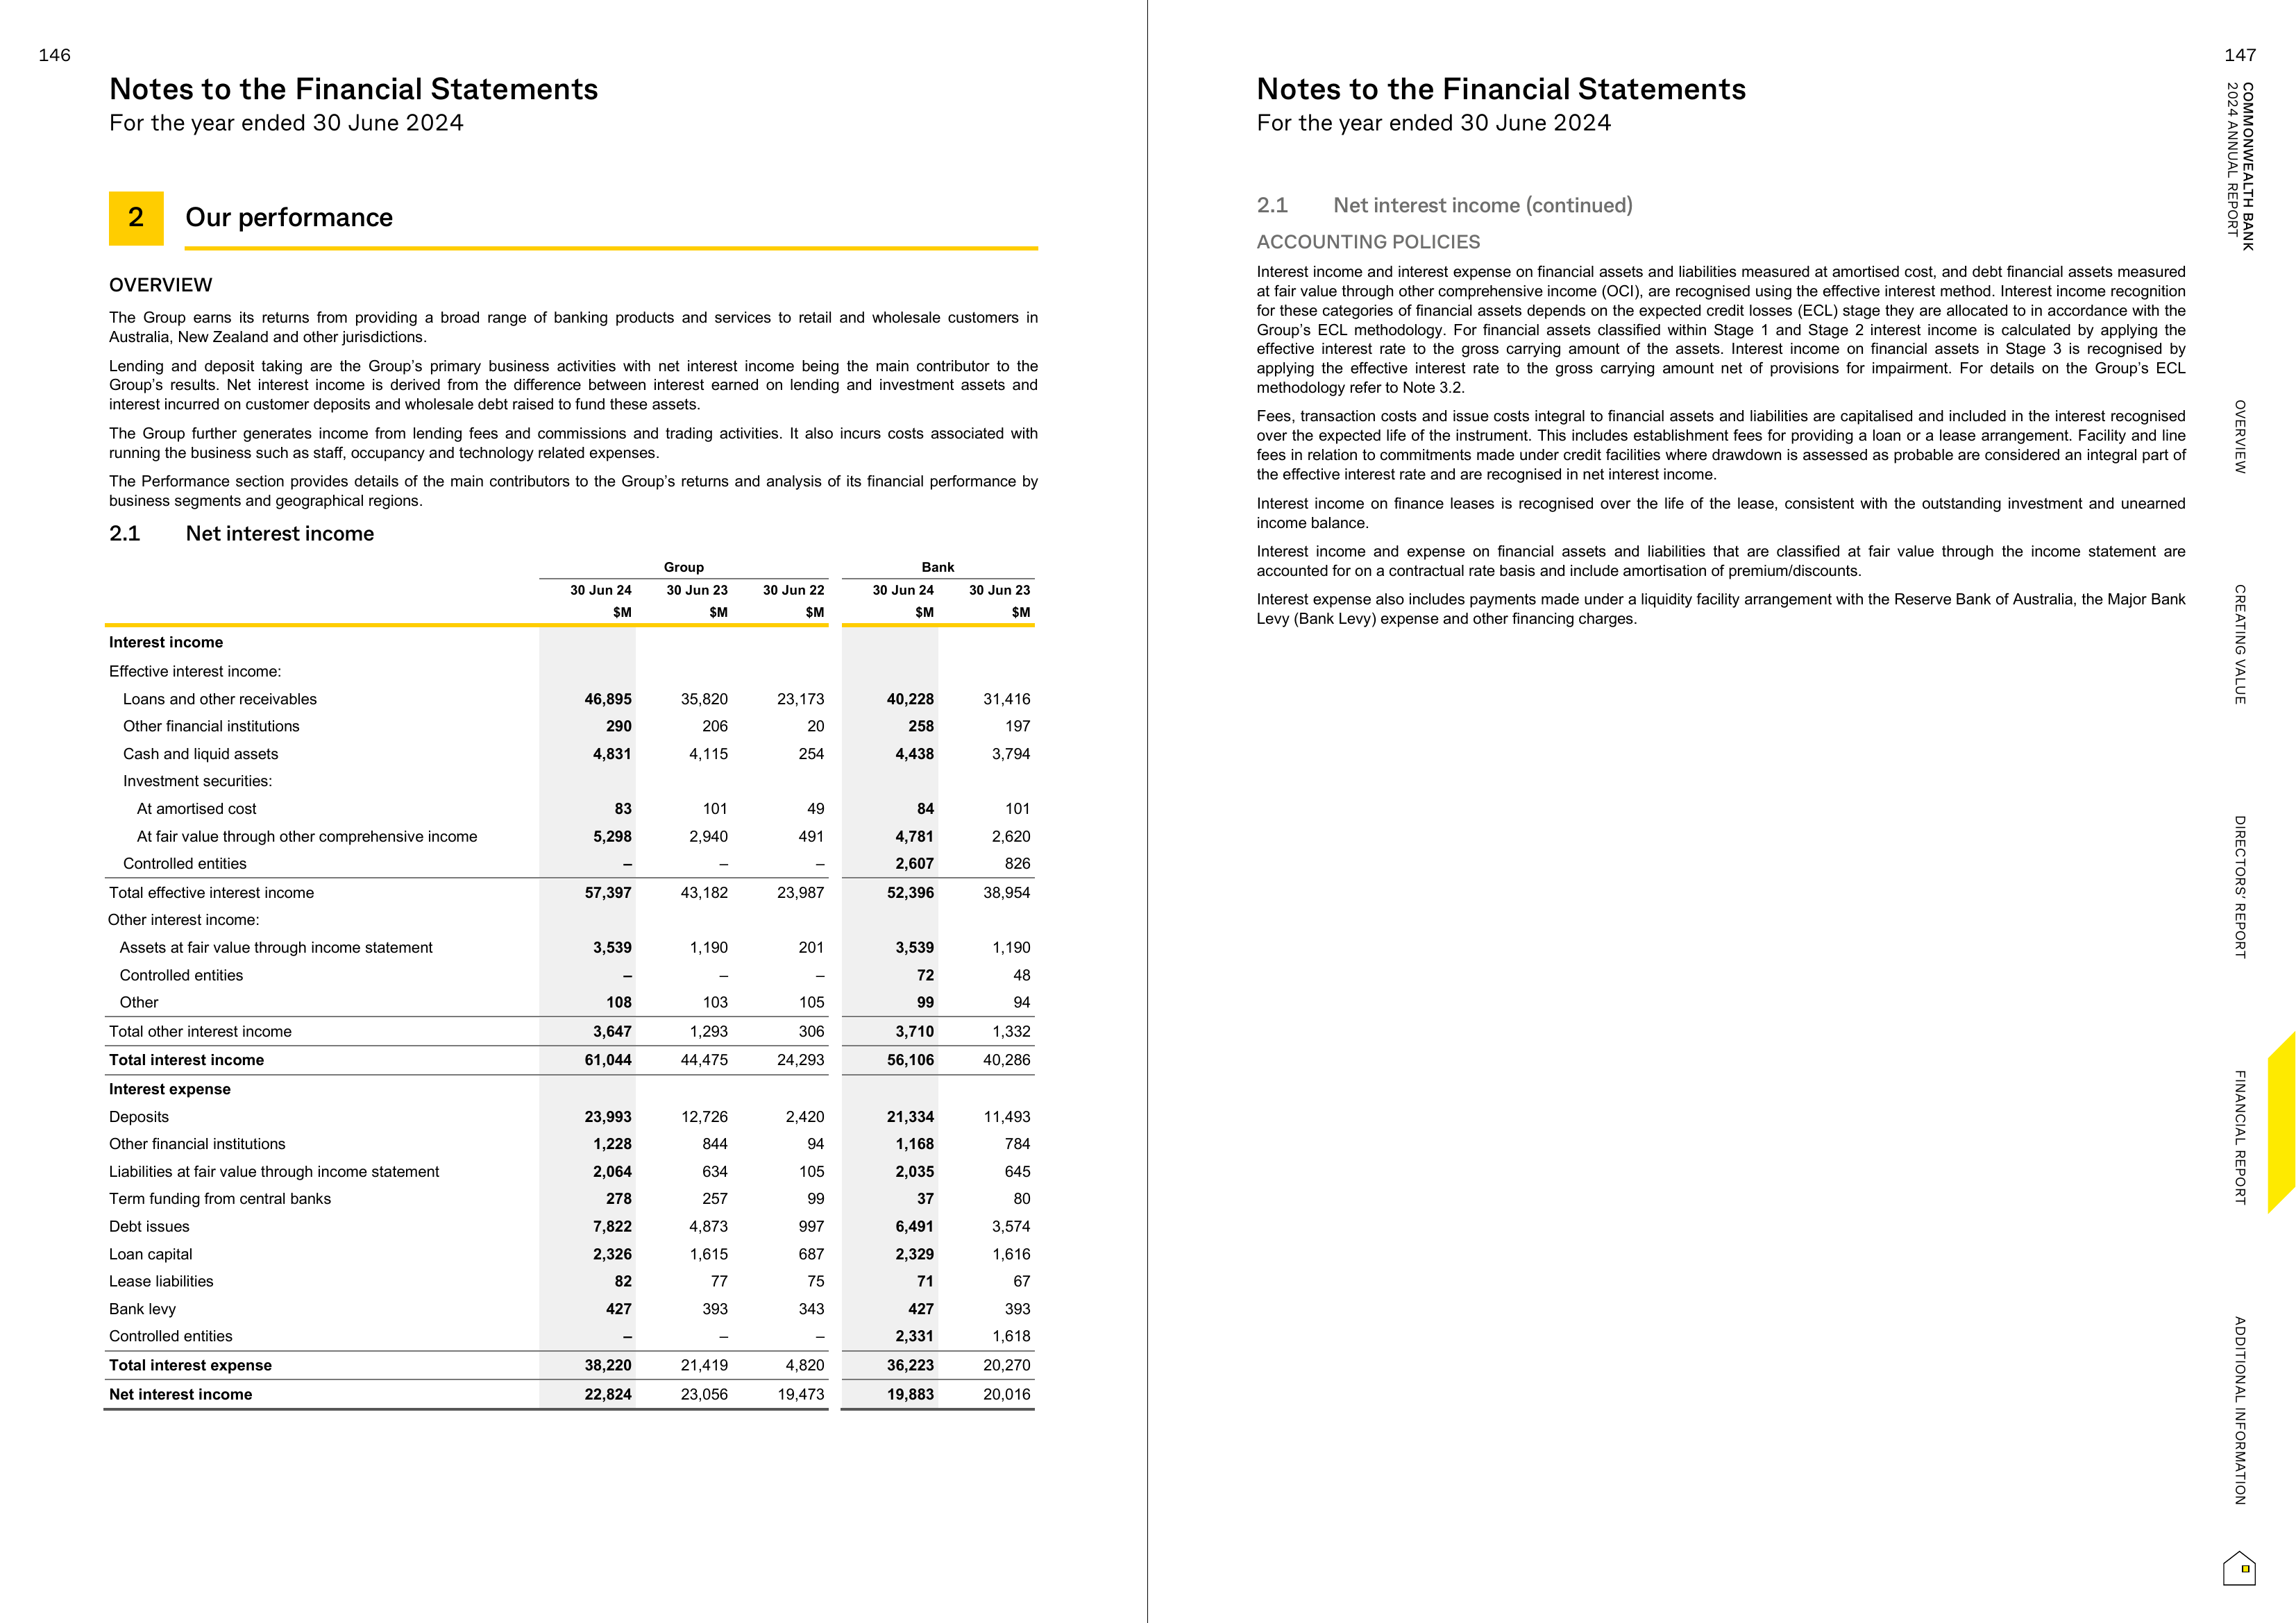 146
Notes to the Financial Statements
For the year ended 30 June 2024
2 Our performance
OVERVIEW
The Group earns its returns from providing a broad range of banking products and services to retail and wholesale customers in
Australia, New Zealand and other jurisdictions.
Lending and deposit taking are the Group's primary business activities with net interest income being the main contributor to the
Group's results. Net interest income is derived from the difference between interest earned on lending and investment assets and
interest incurred on customer deposits and wholesale debt raised to fund these assets.
The Group further generates income from lending fees and commissions and trading activities. It also incurs costs associated with
running the business such as staff, occupancy and technology related expenses.
The Performance section provides details of the main contributors to the Group's returns and analysis of its financial performance by
business segments and geographical regions.
2.1 Net interest income
Group Bank
30 Jun 24 30 Jun 23 30 Jun 22 30 Jun 24 30 Jun 23
$M $M $M $M $M
Interest income
Effective interest income:
Loans and other receivables 46,895 35,820 23,173 40,228 31,416
Other financial institutions 290 206 20 258 197
Cash and liquid assets 4,831 4,115 254 4,438 3,794
Investment securities:
At amortised cost 83 101 49 84 101
At fair value through other comprehensive income 5,298 2,940 491 4,781 2,620
Controlled entities – – – 2,607 826
Total effective interest income 57,397 43,182 23,987 52,396 38,954
Other interest income:
Assets at fair value through income statement 3,539 1,190 201 3,539 1,190
Controlled entities – – – 72 48
Other 108 103 105 99 94
Total other interest income 3,647 1,293 306 3,710 1,332
Total interest income 61,044 44,475 24,293 56,106 40,286
Interest expense
Deposits 23,993 12,726 2,420 21,334 11,493
Other financial institutions 1,228 844 94 1,168 784
Liabilities at fair value through income statement 2,064 634 105 2,035 645
Term funding from central banks 278 257 99 37 80
Debt issues 7,822 4,873 997 6,491 3,574
Loan capital 2,326 1,615 687 2,329 1,616
Lease liabilities 82 77 75 71 67
Bank levy 427 393 343 427 393
Controlled entities – – – 2,331 1,618
Total interest expense 38,220 21,419 4,820 36,223 20,270
Net interest income 22,824 23,056 19,473 19,883 20,016
147
Notes to the Financial Statements
For the year ended 30 June 2024
2.1 Net interest income (continued)
ACCOUNTING POLICIES
Interest income and interest expense on financial assets and liabilities measured at amortised cost, and debt financial assets measured
at fair value through other comprehensive income (OCI), are recognised using the effective interest method. Interest income recognition
for these categories of financial assets depends on the expected credit losses (ECL) stage they are allocated to in accordance with the
Group's ECL methodology. For financial assets classified within Stage 1 and Stage 2 interest income is calculated by applying the
effective interest rate to the gross carrying amount of the assets. Interest income on financial assets in Stage 3 is recognised by
applying the effective interest rate to the gross carrying amount net of provisions for impairment. For details on the Group's ECL
methodology refer to Note 3.2.
Fees, transaction costs and issue costs integral to financial assets and liabilities are capitalised and included in the interest recognised
over the expected life of the instrument. This includes establishment fees for providing a loan or a lease arrangement. Facility and line
fees in relation to commitments made under credit facilities where drawdown is assessed as probable are considered an integral part of
the effective interest rate and are recognised in net interest income.
Interest income on finance leases is recognised over the life of the lease, consistent with the outstanding investment and unearned
income balance.
Interest income and expense on financial assets and liabilities that are classified at fair value through the income statement are
accounted for on a contractual rate basis and include amortisation of premium/discounts.
Interest expense also includes payments made under a liquidity facility arrangement with the Reserve Bank of Australia, the Major Bank
Levy (Bank Levy) expense and other financing charges.
COMMONWEALTH BANK
2024 ANNUAL REPORT
OVERVIEW
CREATING VALUE
DIRECTORS' REPORT
FINANCIAL REPORT
ADDITIONAL INFORMATION